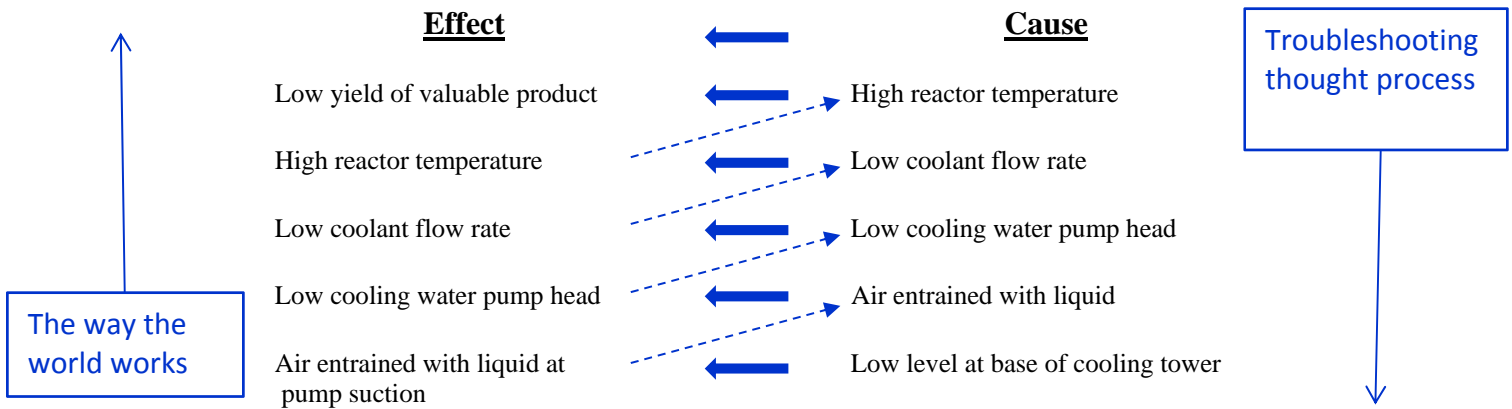 Effect
Cause
Troubleshooting
thought process
Low yield of valuable product
High reactor temperature
High reactor temperature
Low coolant flow rate
Low coolant flow rate
Low cooling water pump head
Low cooling water pump head
Air entrained with liquid
The way the
world works
Air entrained with liquid at
pump suction
Low level at base of cooling tower